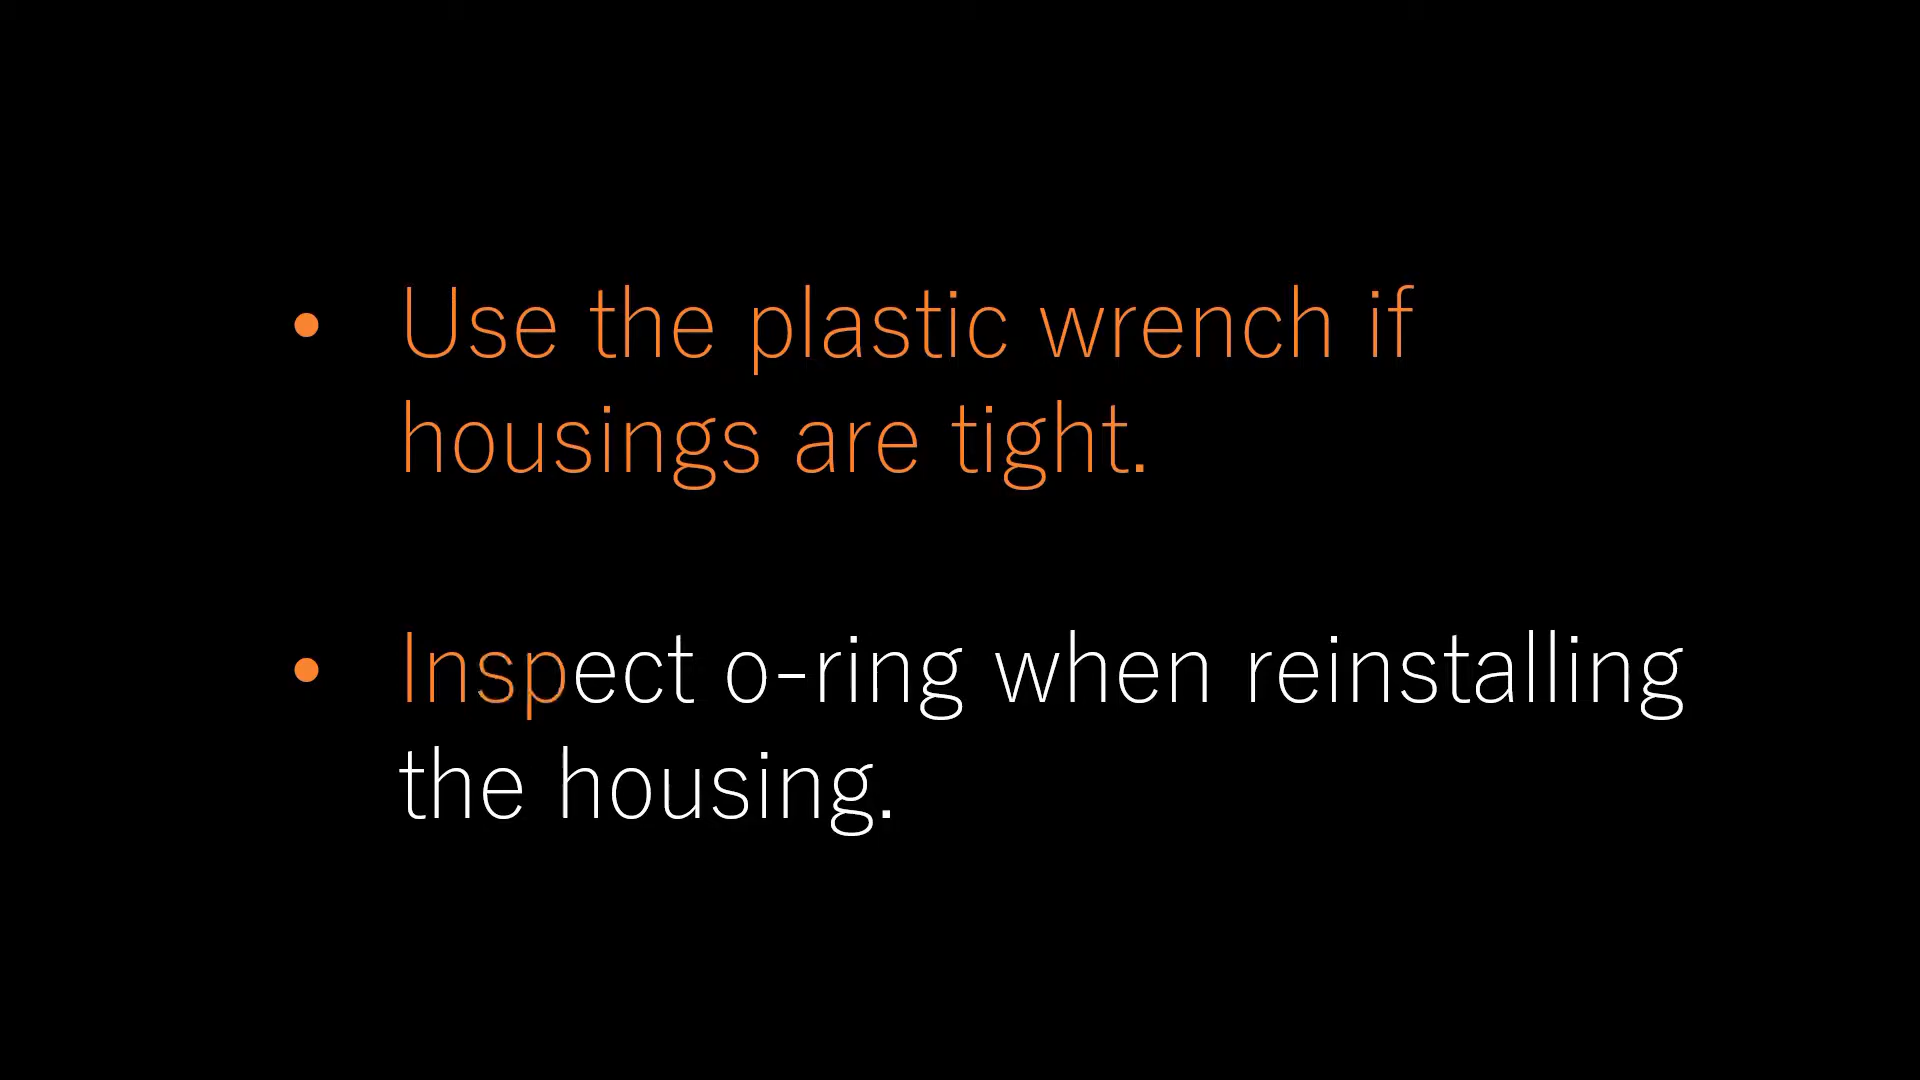 • Use the plastic wrench if
housings are tight.
• Inspect o-ring when reinstalling
the housing.